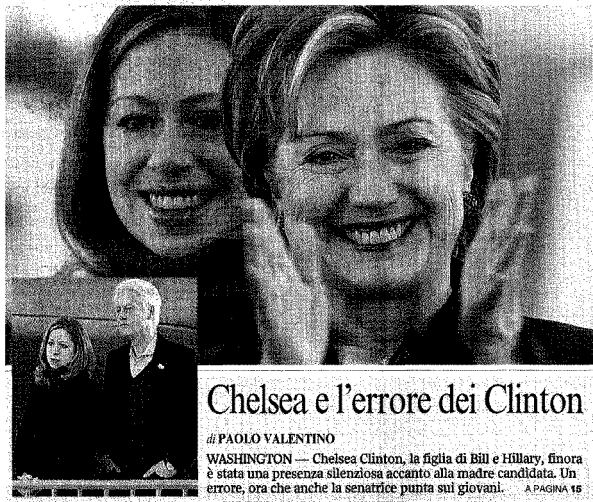 Chelsea e l'errore dei Clinton
di PAOLO VALENTINO
WASHINGTON — Chelsea Clinton, la figlia di Bill e Hillary, finora
è stata una presenza silenziosa accanto alla madre candidata. Un
errore, ora che anche la senatrice punta sui giovani. A PAGINA 15